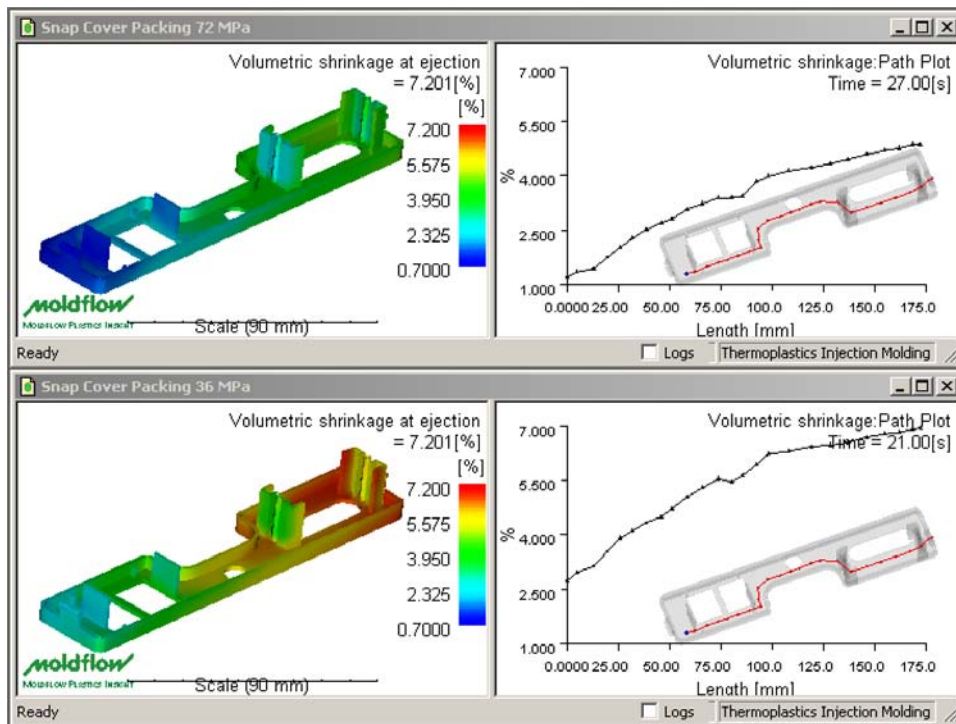 Snap Cover Packing 72 MPa
Volumetric shrinkage at ejection
= 7.201[%]
[%]
7.200
5.575
3.950
2.325
0.7000
moldflow
MOLDFLOW PLASTICS INSIGHT
Scale (90 mm)
Volumetric shrinkage:Path Plot
Time = 27.00[s]
7.000
5.500
4.000
2.500
1.000
%
0.0000 25.00 50.00 75.00 100.0 125.0 150.0 175.0
Length [mm]
Ready
Logs
Thermoplastics Injection Molding
Snap Cover Packing 36 MPa
Volumetric shrinkage at ejection
= 7.201[%]
[%]
7.200
5.575
3.950
2.325
0.7000
moldflow
MOLDFLOW PLASTICS INSIGHT
Scale (90 mm)
Volumetric shrinkage:Path Plot
Time = 21.00[s]
7.000
5.500
4.000
2.500
1.000
%
0.0000 25.00 50.00 75.00 100.0 125.0 150.0 175.0
Length [mm]
Ready
Logs
Thermoplastics Injection Molding